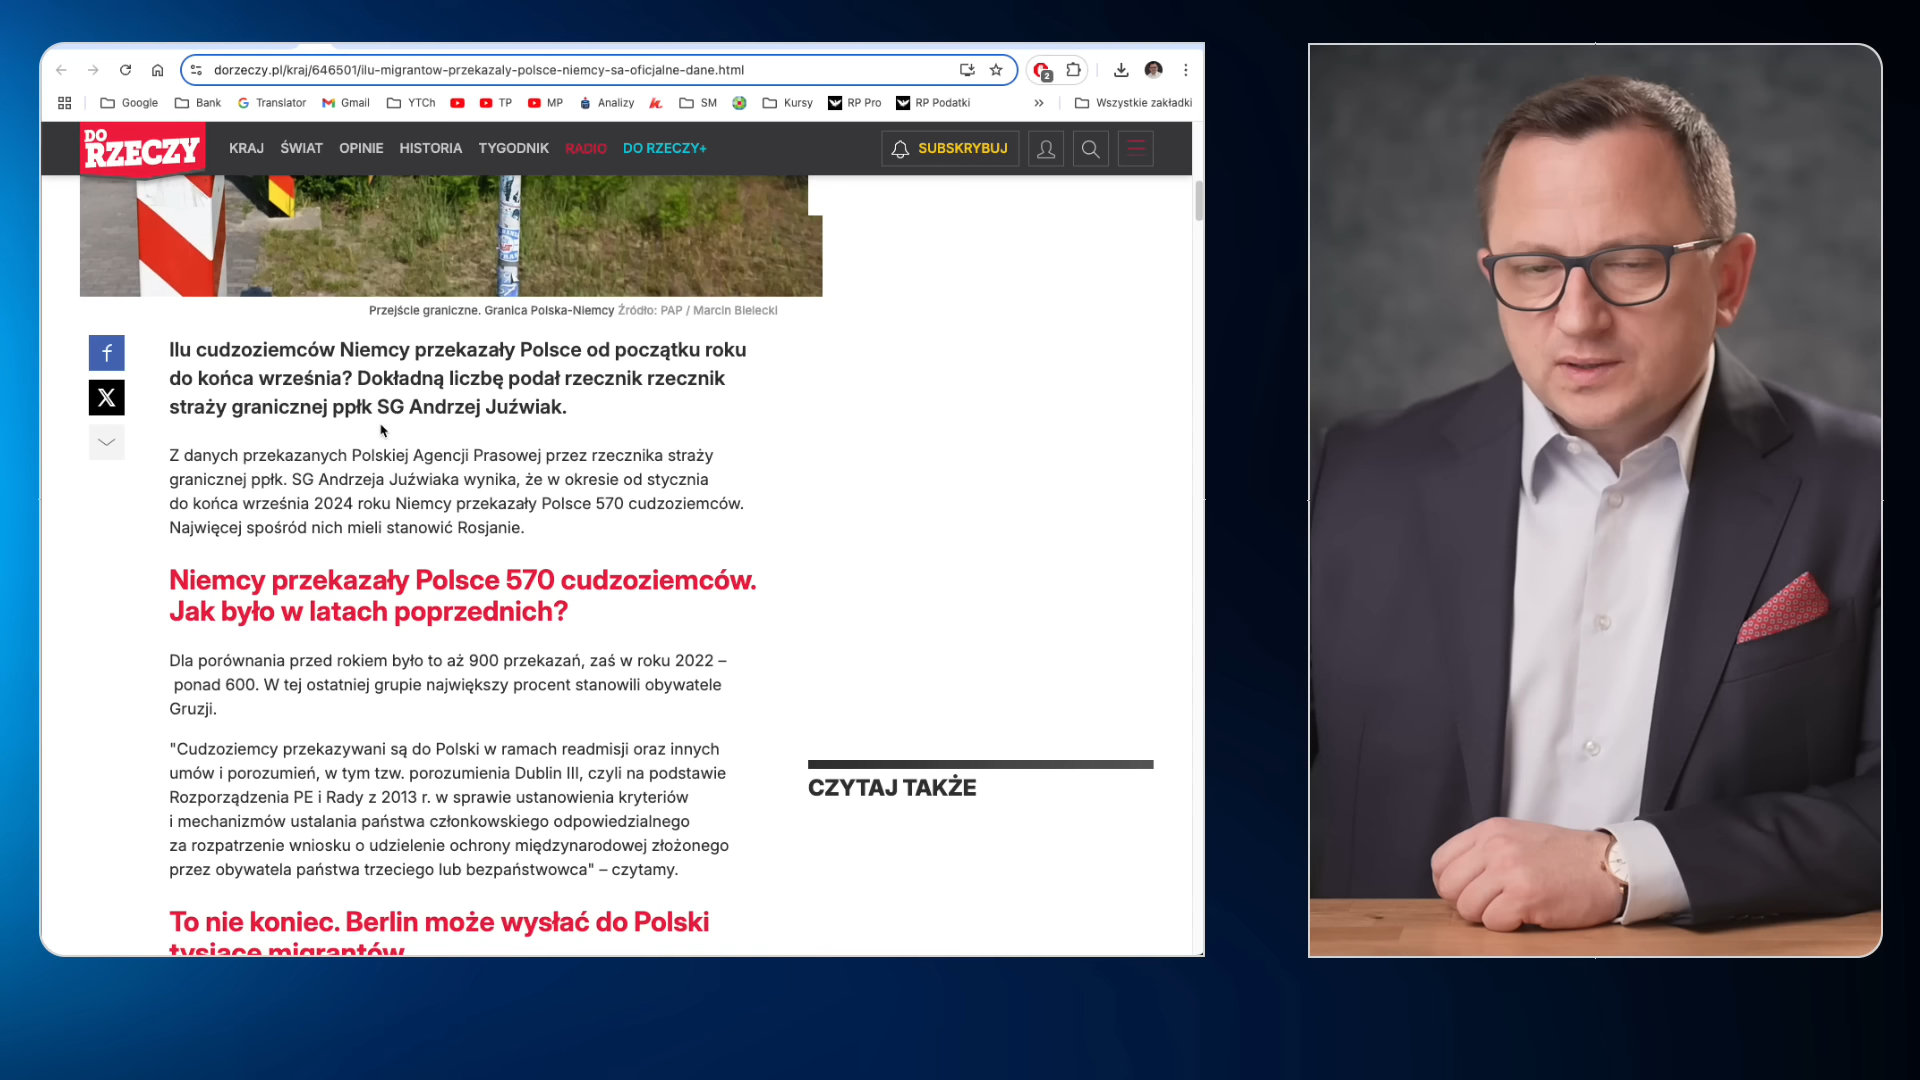 dorzeczy.pl/kraj/646501/ilu-migrantow-przekazaly-polsce-niemcy-sa-oficjalne-dane.html
2
Google Bank Translator Gmail YTCh TP MP Analizy SM Kursy RP Pro RP Podatki » Wszystkie zakładki
DO
RZECZY
KRAJ ŚWIAT OPINIE HISTORIA TYGODNIK RADIO DO RZECZY+ SUBSKRYBUJ
Przejście graniczne. Granica Polska-Niemcy Źródło: PAP / Marcin Bielecki
Ilu cudzoziemców Niemcy przekazały Polsce od początku roku
do końca września? Dokładną liczbę podał rzecznik rzecznik
straży granicznej ppłk SG Andrzej Juźwiak.
Z danych przekazanych Polskiej Agencji Prasowej przez rzecznika straży
granicznej ppłk. SG Andrzeja Juźwiaka wynika, że w okresie od stycznia
do końca września 2024 roku Niemcy przekazały Polsce 570 cudzoziemców.
Najwięcej spośród nich mieli stanowić Rosjanie.
Niemcy przekazały Polsce 570 cudzoziemców.
Jak było w latach poprzednich?
Dla porównania przed rokiem było to aż 900 przekazań, zaś w roku 2022 –
ponad 600. W tej ostatniej grupie największy procent stanowili obywatele
Gruzji.
"Cudzoziemcy przekazywani są do Polski w ramach readmisji oraz innych
umów i porozumień, w tym tzw. porozumienia Dublin III, czyli na podstawie
Rozporządzenia PE i Rady z 2013 r. w sprawie ustanowienia kryteriów
i mechanizmów ustalania państwa członkowskiego odpowiedzialnego
za rozpatrzenie wniosku o udzielenie ochrony międzynarodowej złożonego
przez obywatela państwa trzeciego lub bezpaństwowca" – czytamy.
To nie koniec. Berlin może wysłać do Polski
tysiące migrantów
CZYTAJ TAKŻE